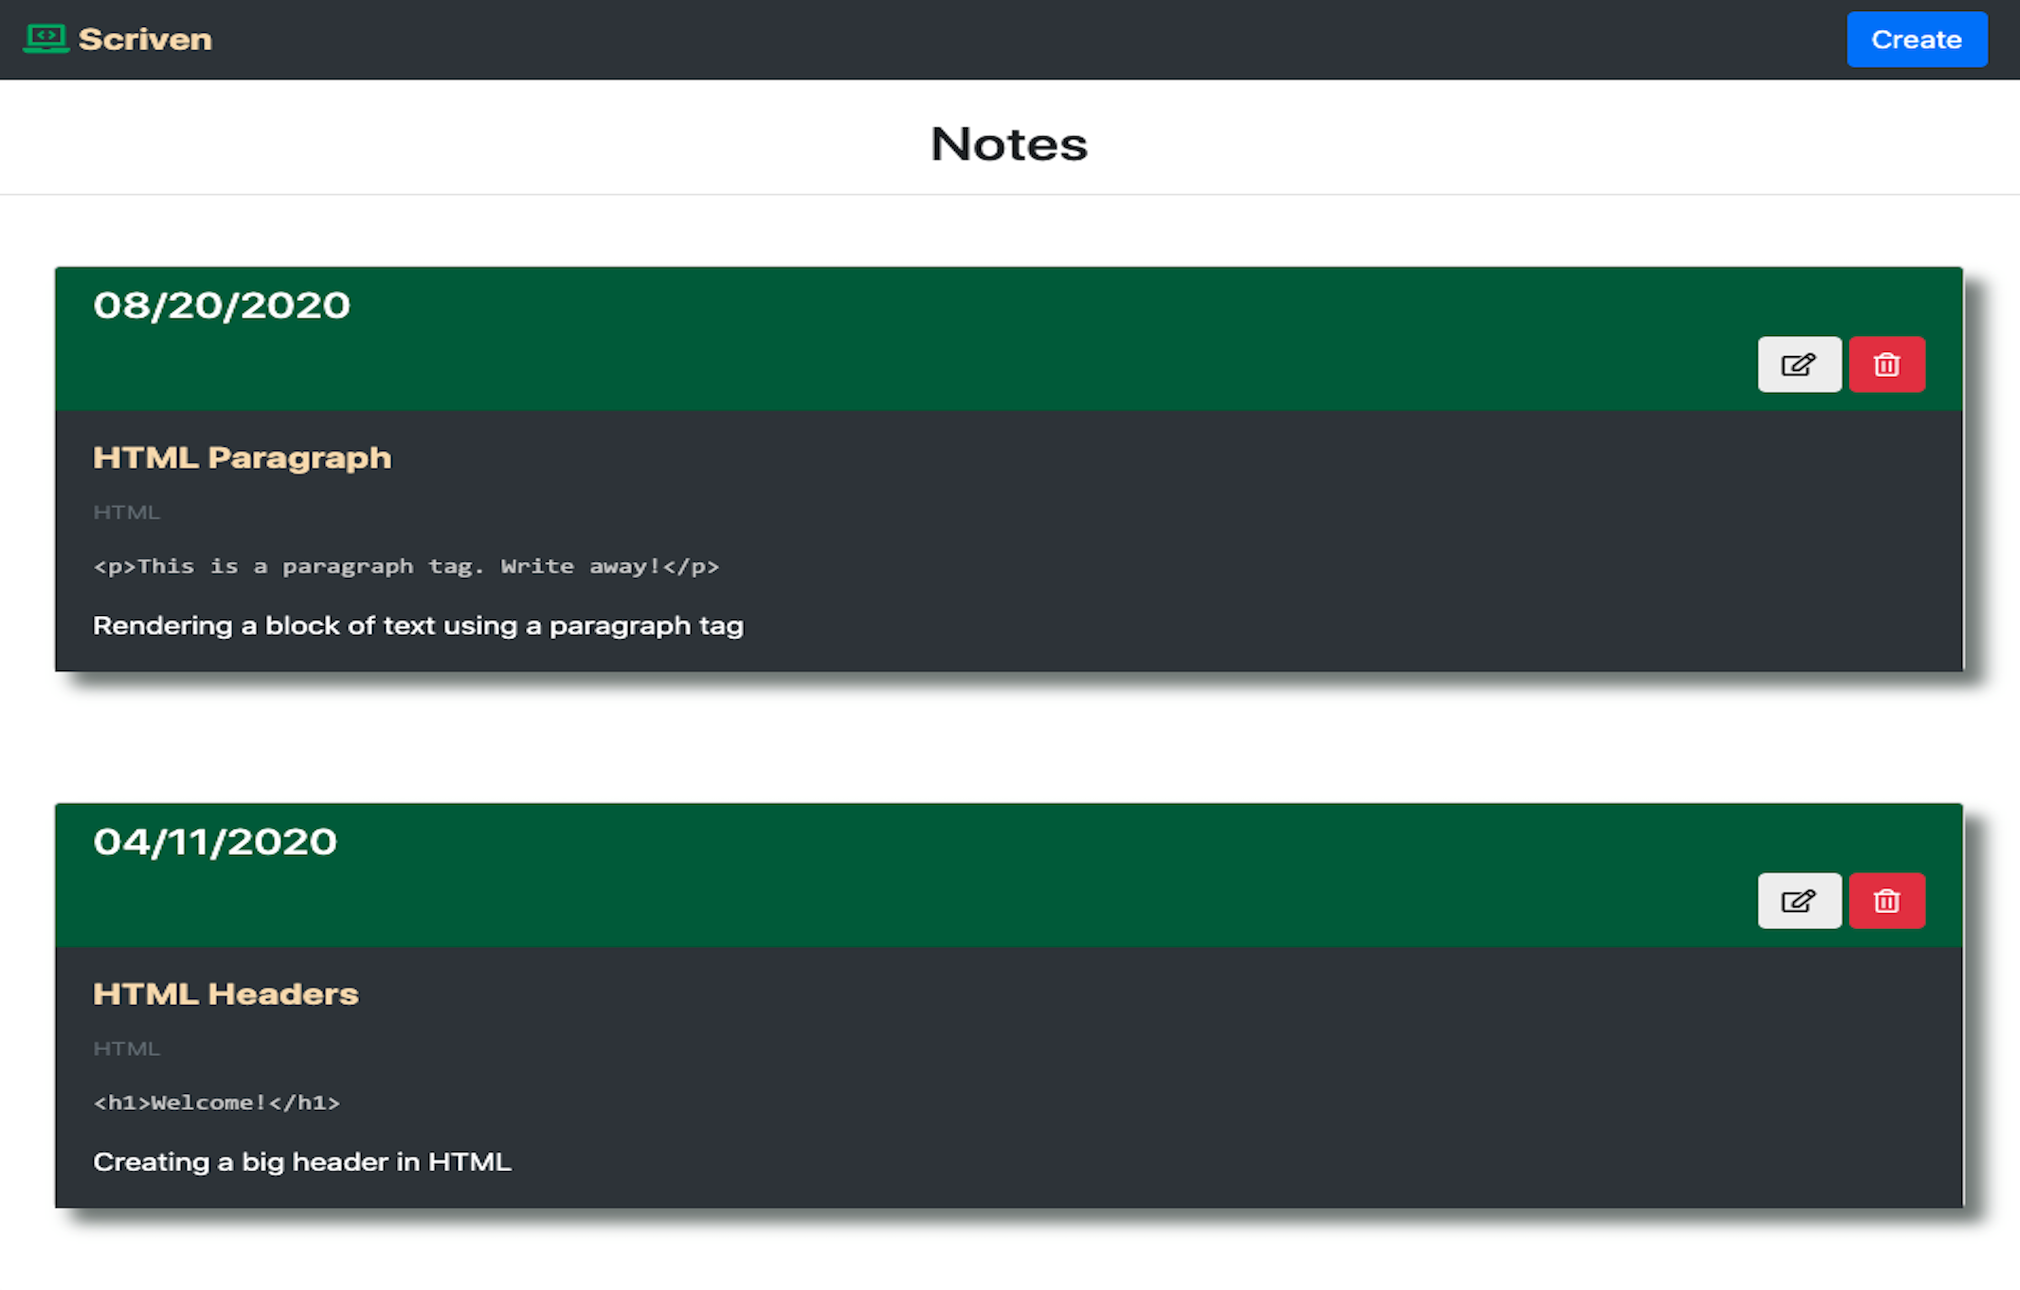 Scriven
Create
Notes
08/20/2020
HTML Paragraph
HTML
<p>This is a paragraph tag. Write away!</p>
Rendering a block of text using a paragraph tag
04/11/2020
HTML Headers
HTML
<h1>Welcome!</h1>
Creating a big header in HTML